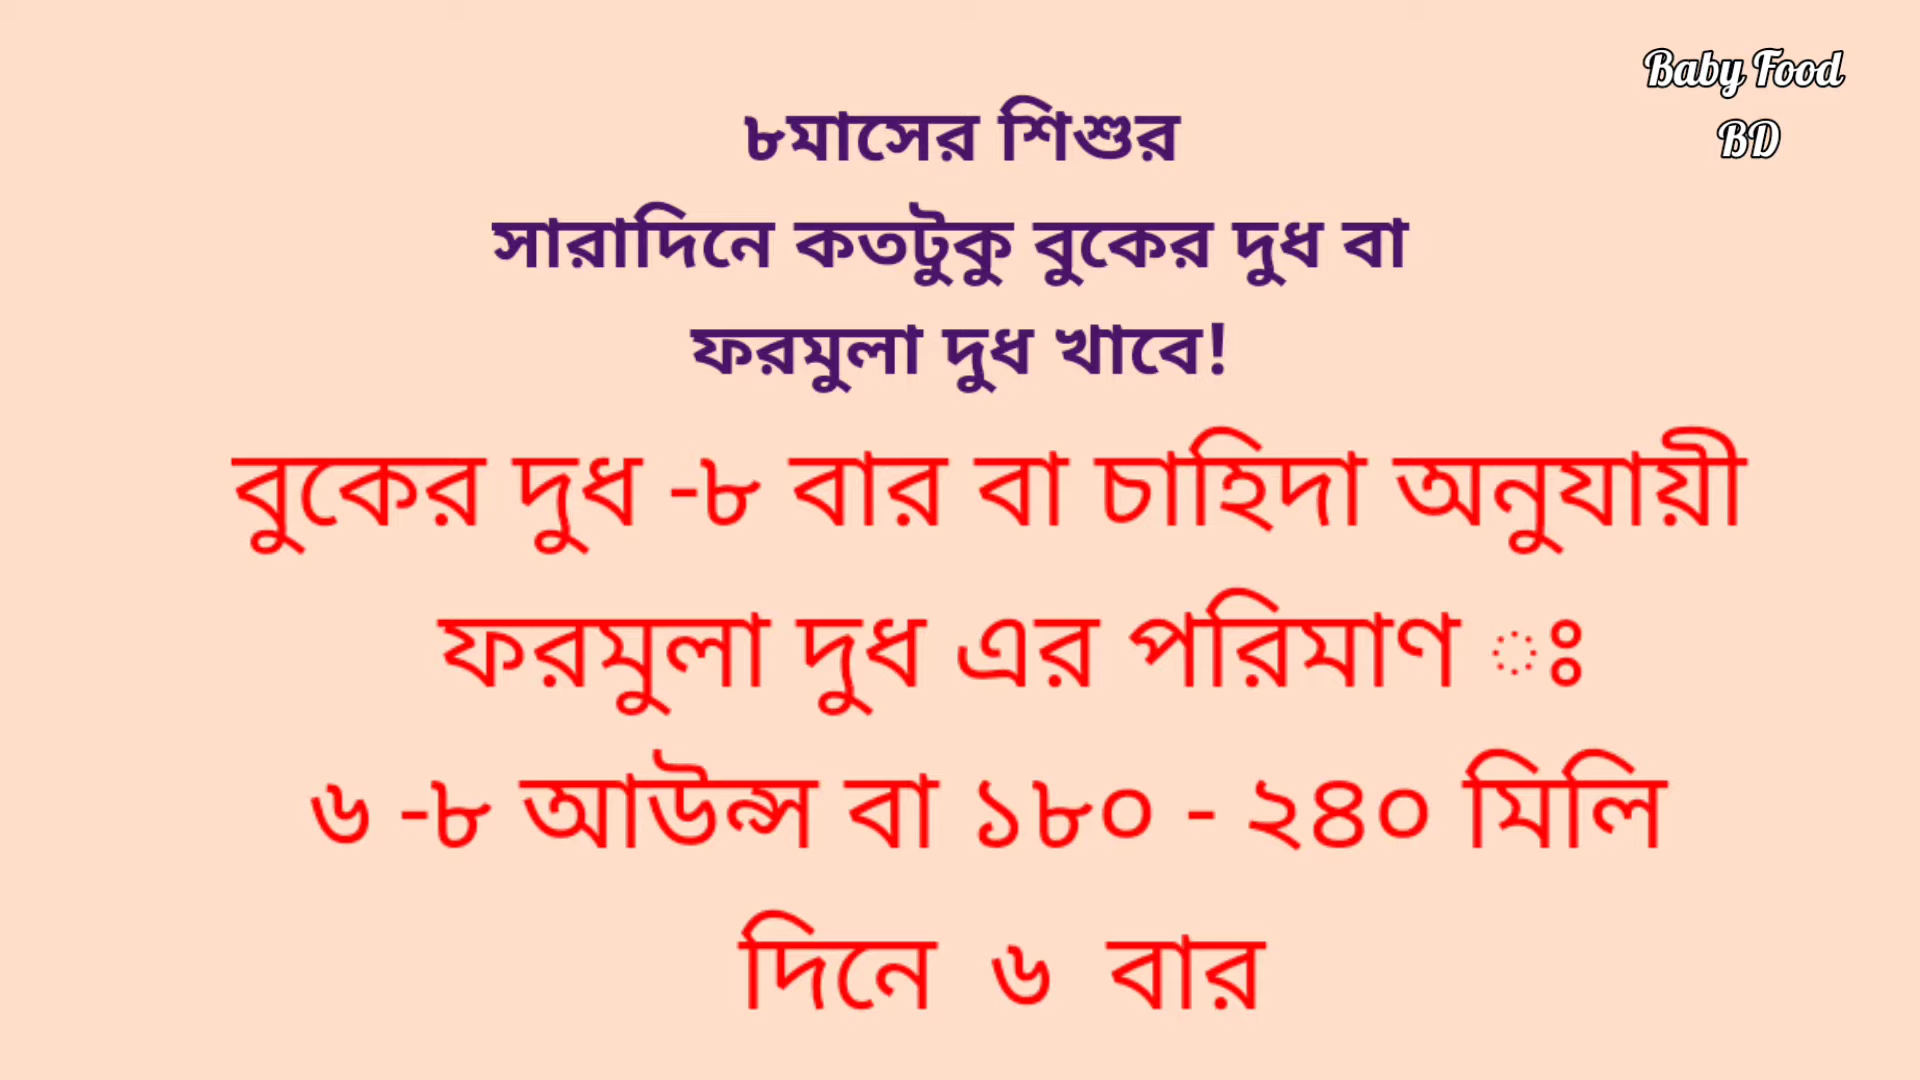 Baby Food
BD
৮মাসের শিশুর
সারাদিনে কতটুকু বুকের দুধ বা
ফরমুলা দুধ খাবে!
বুকের দুধ -৮ বার বা চাহিদা অনুযায়ী
ফরমুলা দুধ এর পরিমাণ ঃ
৬ -৮ আউন্স বা ১৮০ - ২৪০ মিলি
দিনে ৬ বার